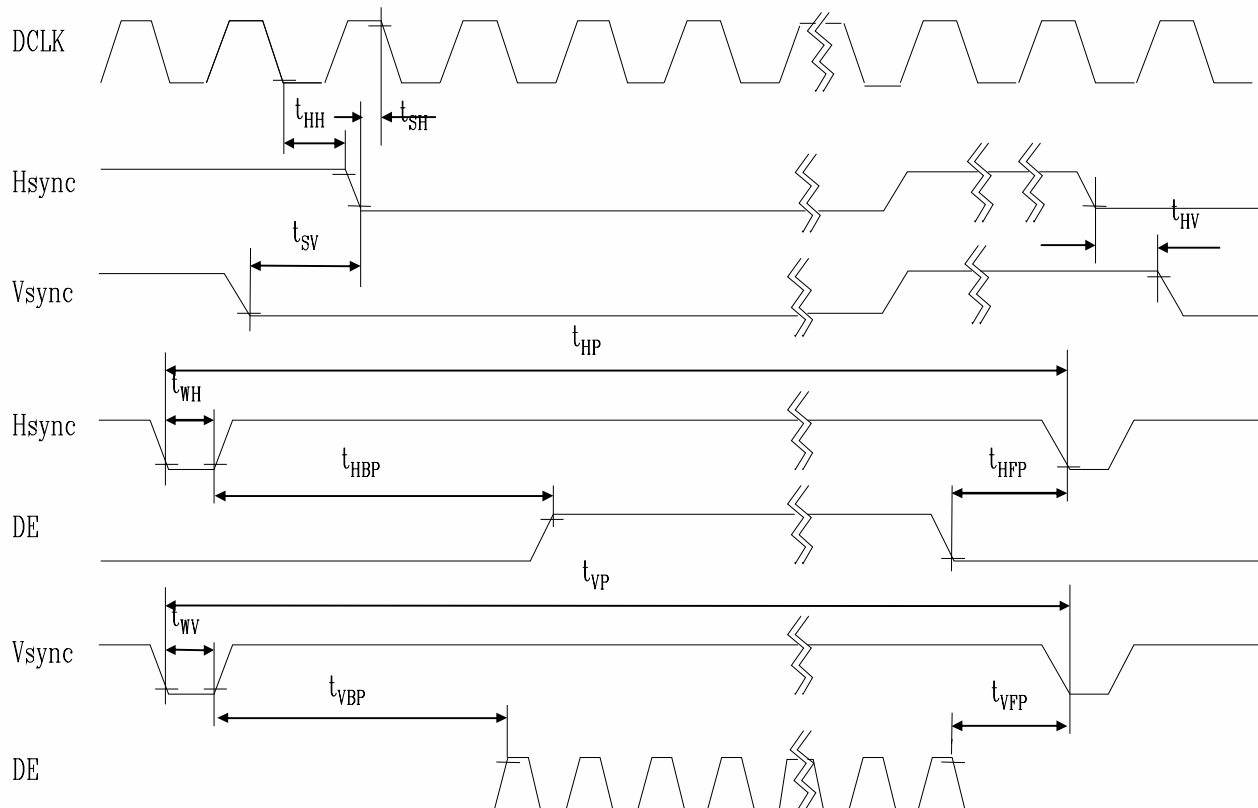 DCLK
tHH
tSH
Hsync
tHV
tSV
Vsync
tHP
tWH
Hsync
tHBP
tHFP
DE
tVP
tWV
Vsync
tVBP
tVFP
DE